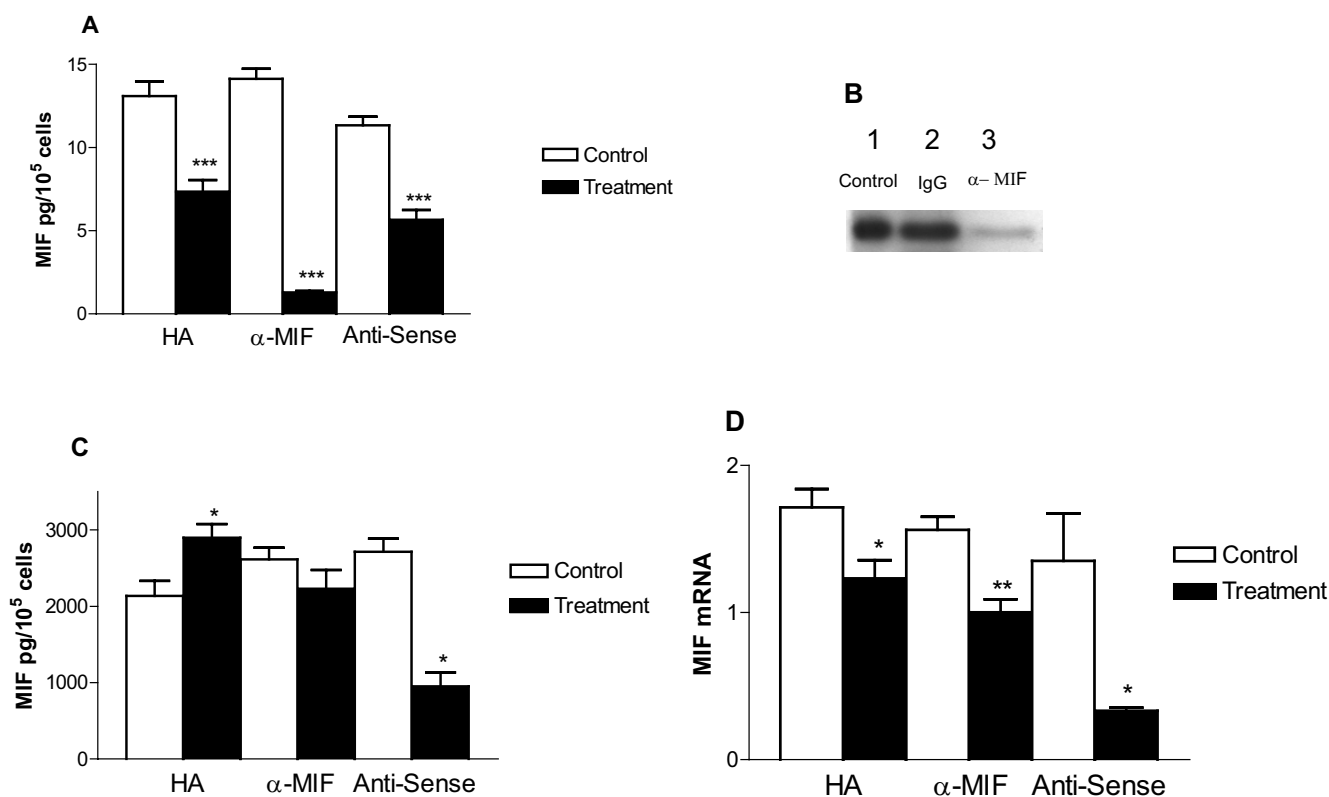 A
15
10
5
0
MIF pg/10⁵ cells
***
***
***
HA α-MIF Anti-Sense
Control
Treatment
B
1 2 3
Control IgG α– MIF
C
3000
2000
1000
0
MIF pg/10⁵ cells
*
*
HA α-MIF Anti-Sense
Control
Treatment
D
2
1
0
MIF mRNA
*
**
*
HA α-MIF Anti-Sense
Control
Treatment